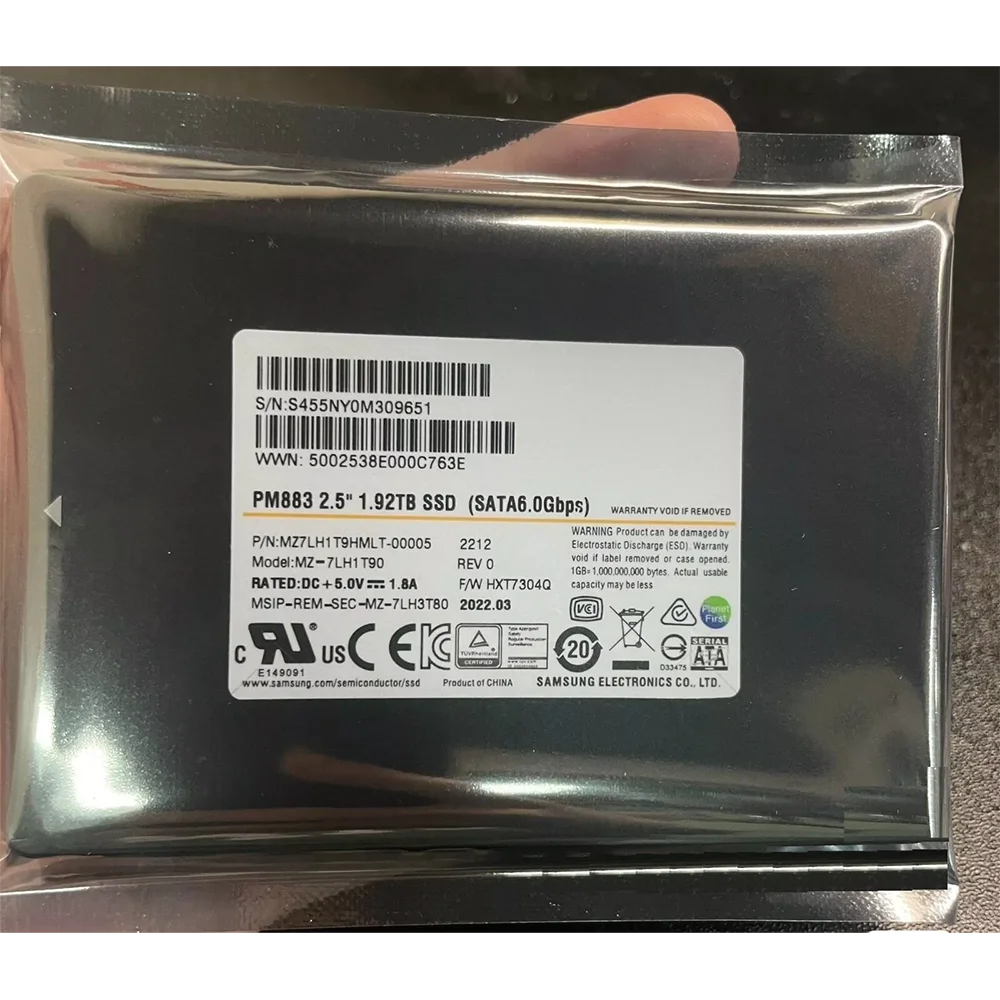 S/N:S455NY0M309651
WWN: 5002538E000C763E
PM883 2.5" 1.92TB SSD (SATA6.0Gbps)
WARRANTY VOID IF REMOVED
P/N:MZ7LH1T9HMLT-00005 2212
Model:MZ-7LH1T90 REV 0
RATED:DC+5.0V⎓1.8A F/W HXT7304Q
MSIP-REM-SEC-MZ-7LH3T80 2022.03
WARNING Product can be damaged by
Electrostatic Discharge (ESD). Warranty
void if label removed or case opened.
1GB=1,000,000,000 bytes. Actual usable
capacity may be less
VCI
Planet
First
C RU® US
E149091
CE
TÜVRheinland
CERTIFIED
20
D33475
SERIAL
ATA
www.samsung.com/semiconductor/ssd Product of CHINA SAMSUNG ELECTRONICS CO., LTD.